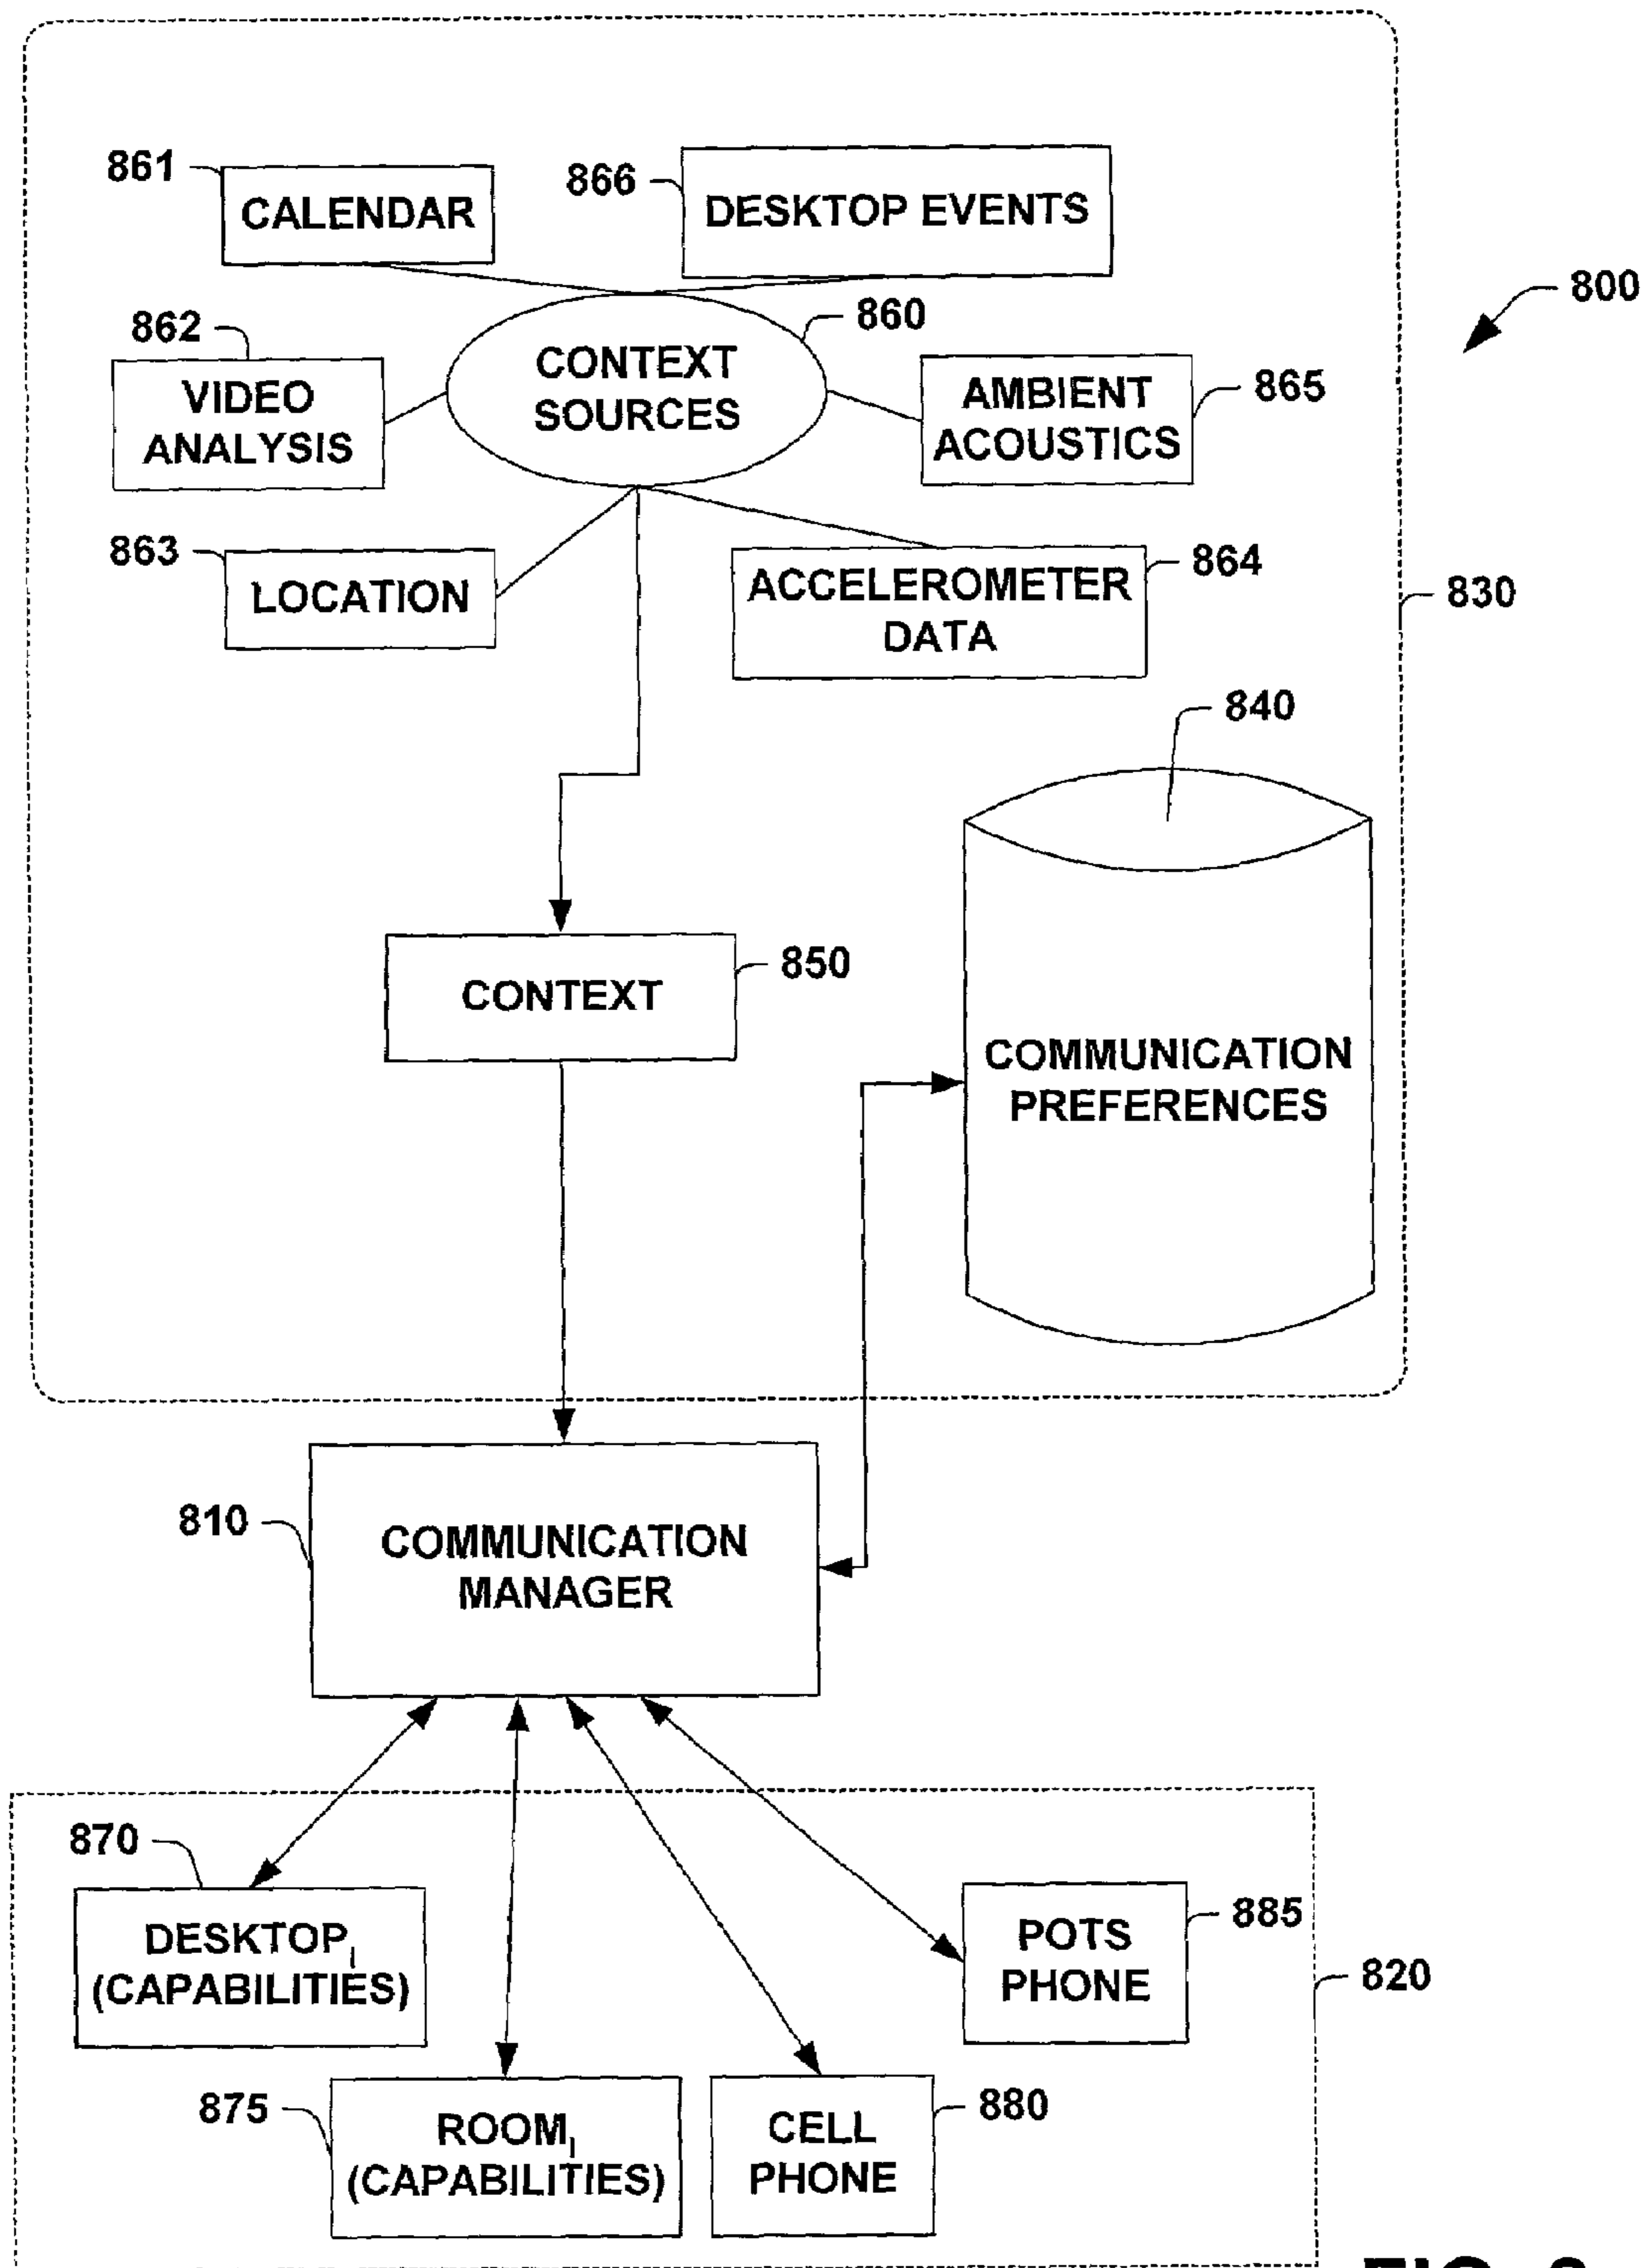 861
CALENDAR
866
DESKTOP EVENTS
800
862
VIDEO
ANALYSIS
860
CONTEXT
SOURCES
AMBIENT
ACOUSTICS
865
863
LOCATION
ACCELEROMETER
DATA
864
830
840
CONTEXT
850
COMMUNICATION
PREFERENCES
810
COMMUNICATION
MANAGER
870
DESKTOP I
(CAPABILITIES)
POTS
PHONE
885
820
875
ROOM I
(CAPABILITIES)
CELL
PHONE
880